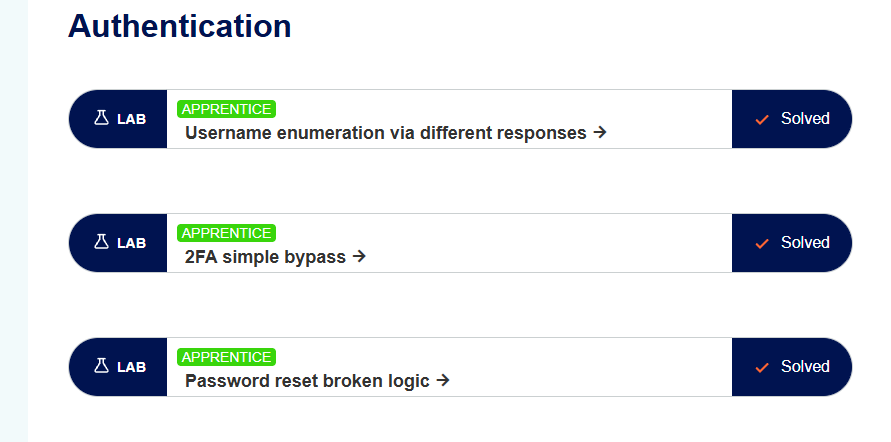 Authentication
LAB
APPRENTICE
Username enumeration via different responses →
Solved
LAB
APPRENTICE
2FA simple bypass →
Solved
LAB
APPRENTICE
Password reset broken logic →
Solved